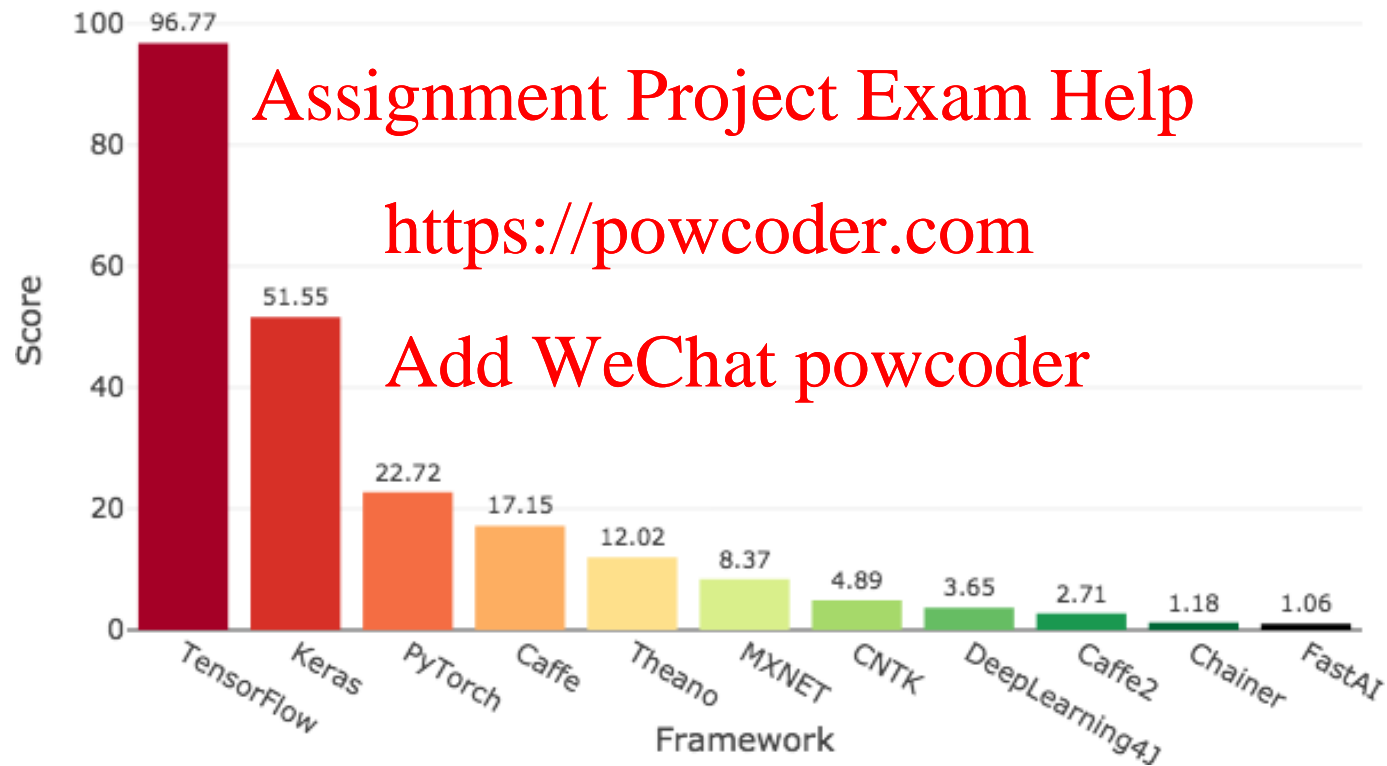 100
96.77
Assignment Project Exam Help
80
https://powcoder.com
60
Score
51.55
Add WeChat powcoder
40
22.72
20
17.15
12.02
8.37
4.89
3.65
2.71
1.18
1.06
0
TensorFlow
Keras
PyTorch
Caffe
Theano
MXNET
CNTK
DeepLearning4J
Caffe2
Chainer
FastAI
Framework